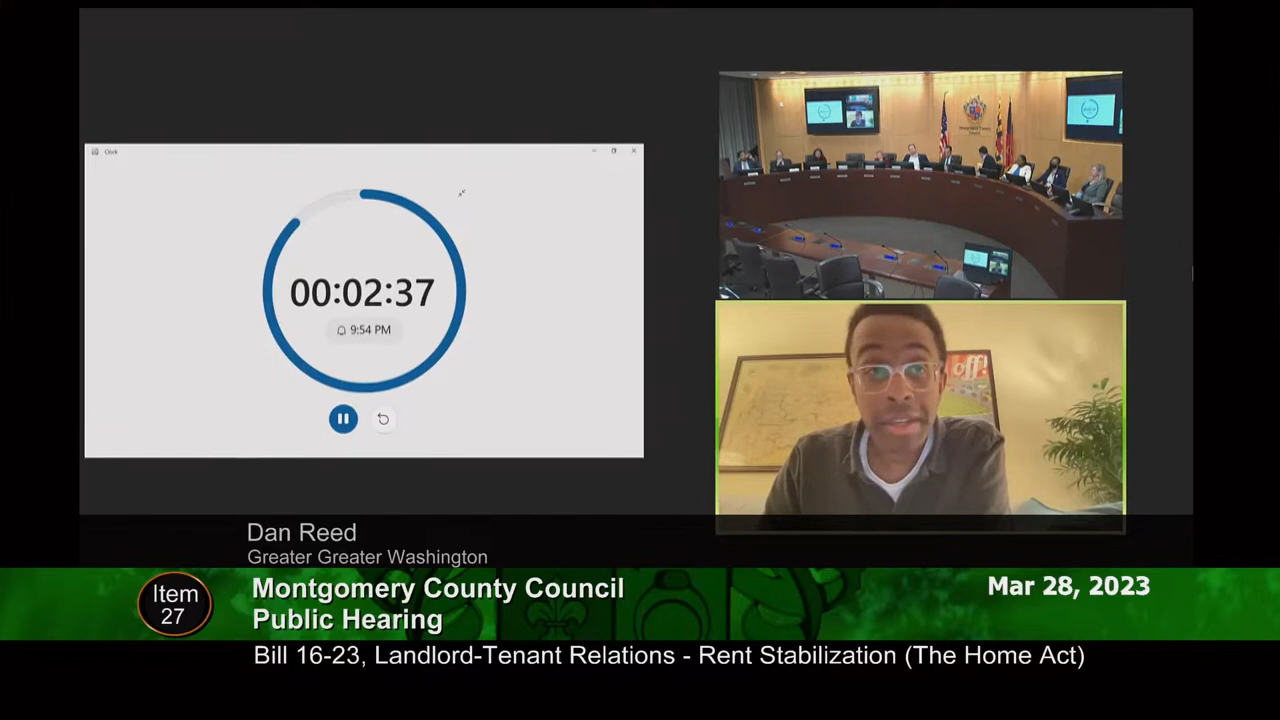 Clock
00:02:37
9:54 PM
off!
Dan Reed
Greater Greater Washington
Item
27
Montgomery County Council
Public Hearing
Mar 28, 2023
Bill 16-23, Landlord-Tenant Relations - Rent Stabilization (The Home Act)